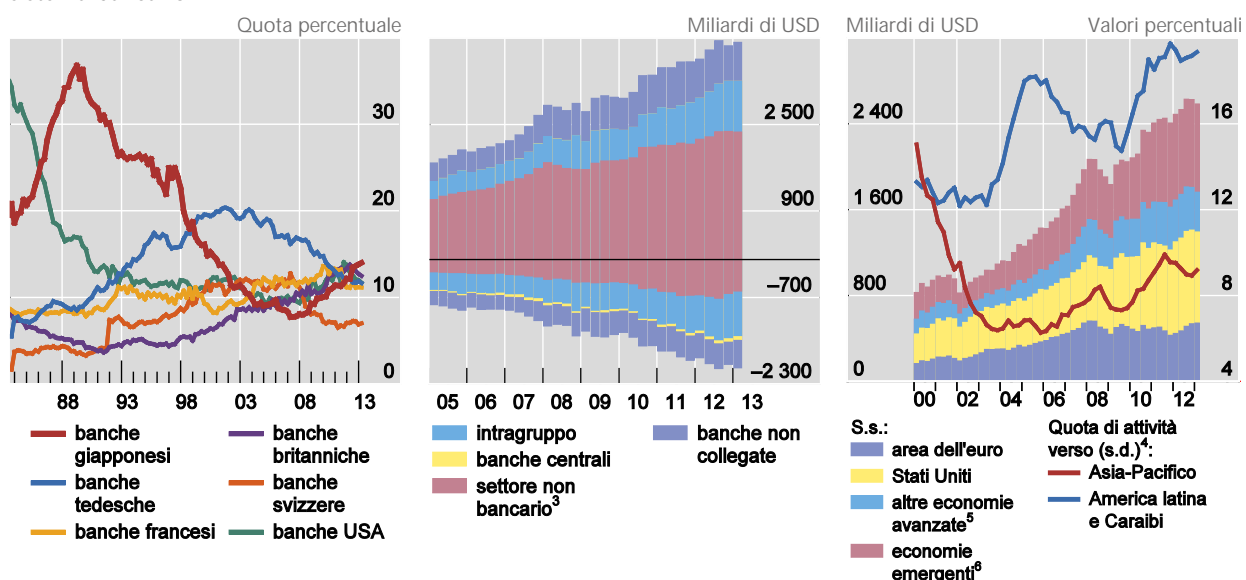 Quota percentuale
30
20
10
0
88 93 98 03 08 13
banche giapponesi
banche tedesche
banche francesi
banche britanniche
banche svizzere
banche USA
Miliardi di USD
2 500
900
–700
–2 300
05 06 07 08 09 10 11 12 13
intragruppo
banche centrali
settore non bancario³
banche non collegate
Miliardi di USD
Valori percentuali
2 400
1 600
800
0
16
12
8
4
00 02 04 06 08 10 12
S.s.:
area dell'euro
Stati Uniti
altre economie avanzate⁵
economie emergenti⁶
Quota di attività verso (s.d.)⁴:
Asia-Pacifico
America latina e Caraibi